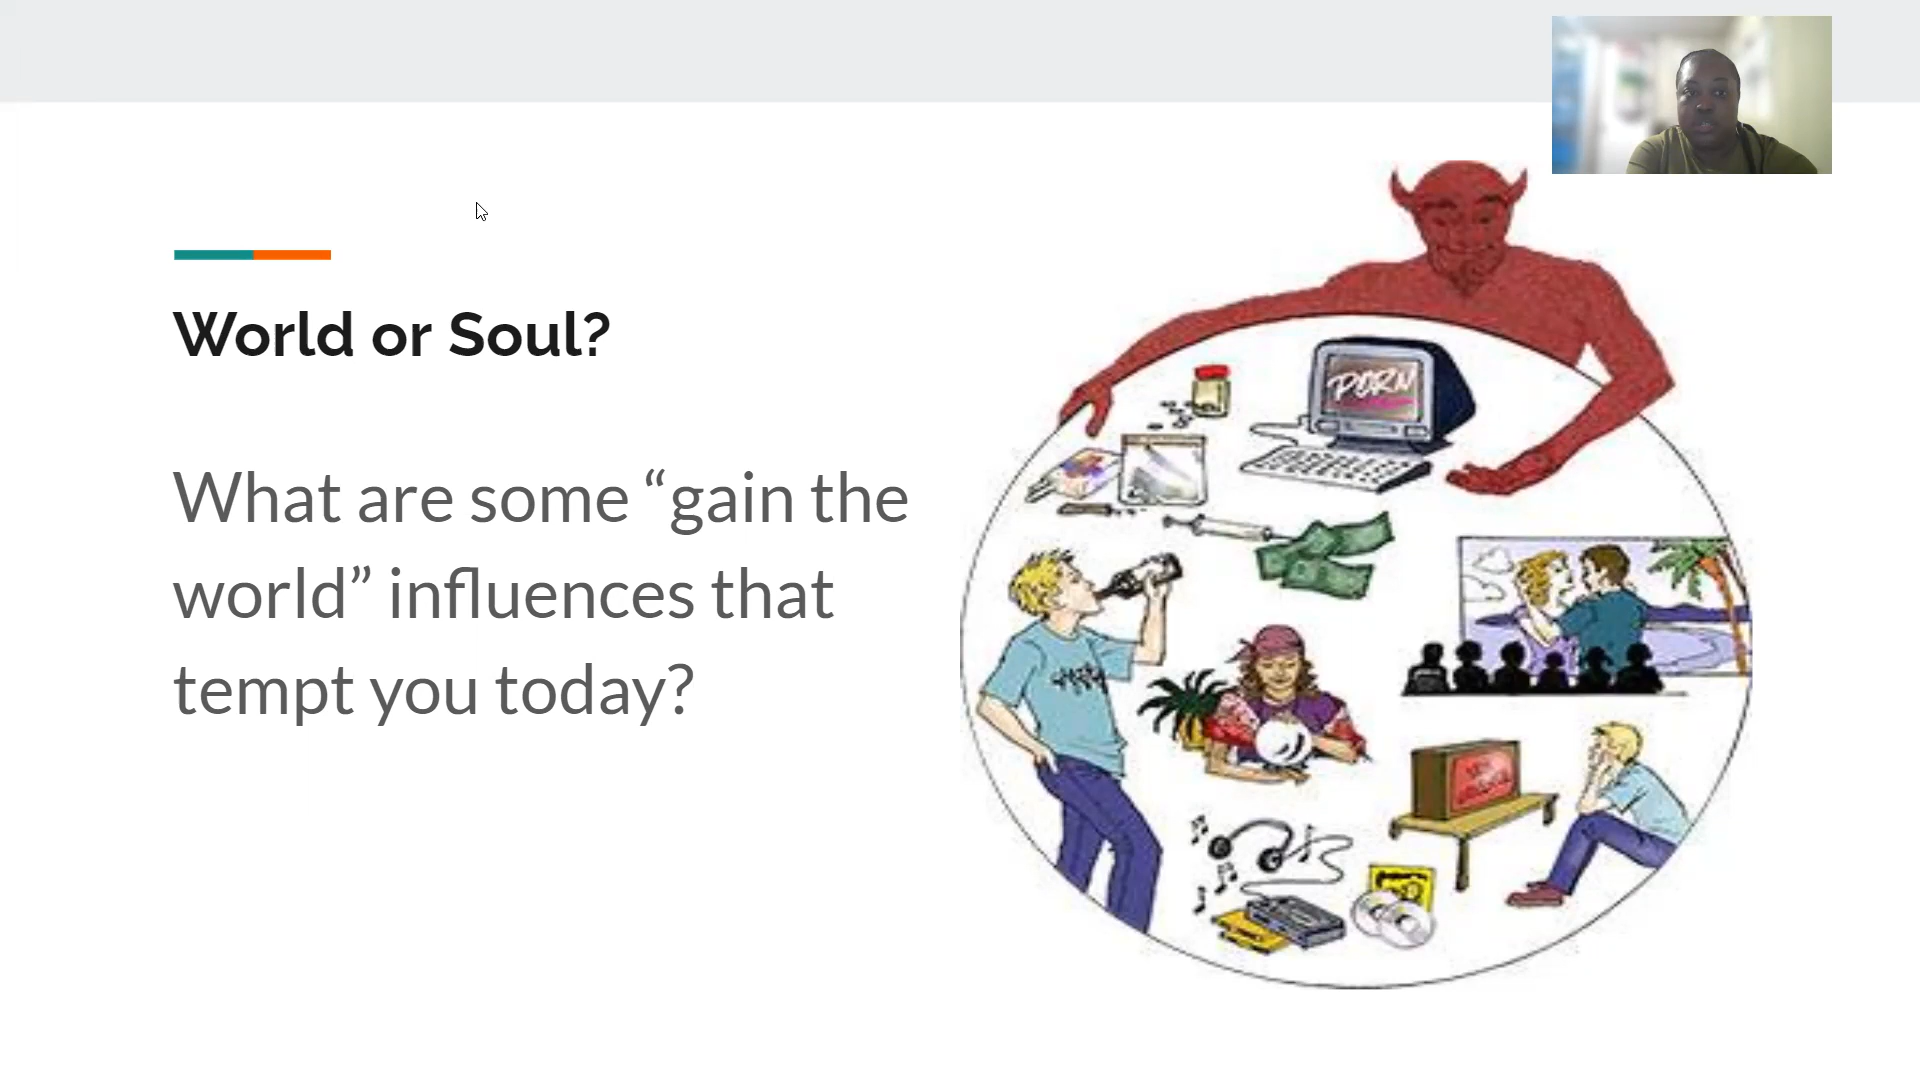 World or Soul?
What are some “gain the
world” influences that
tempt you today?
PORN